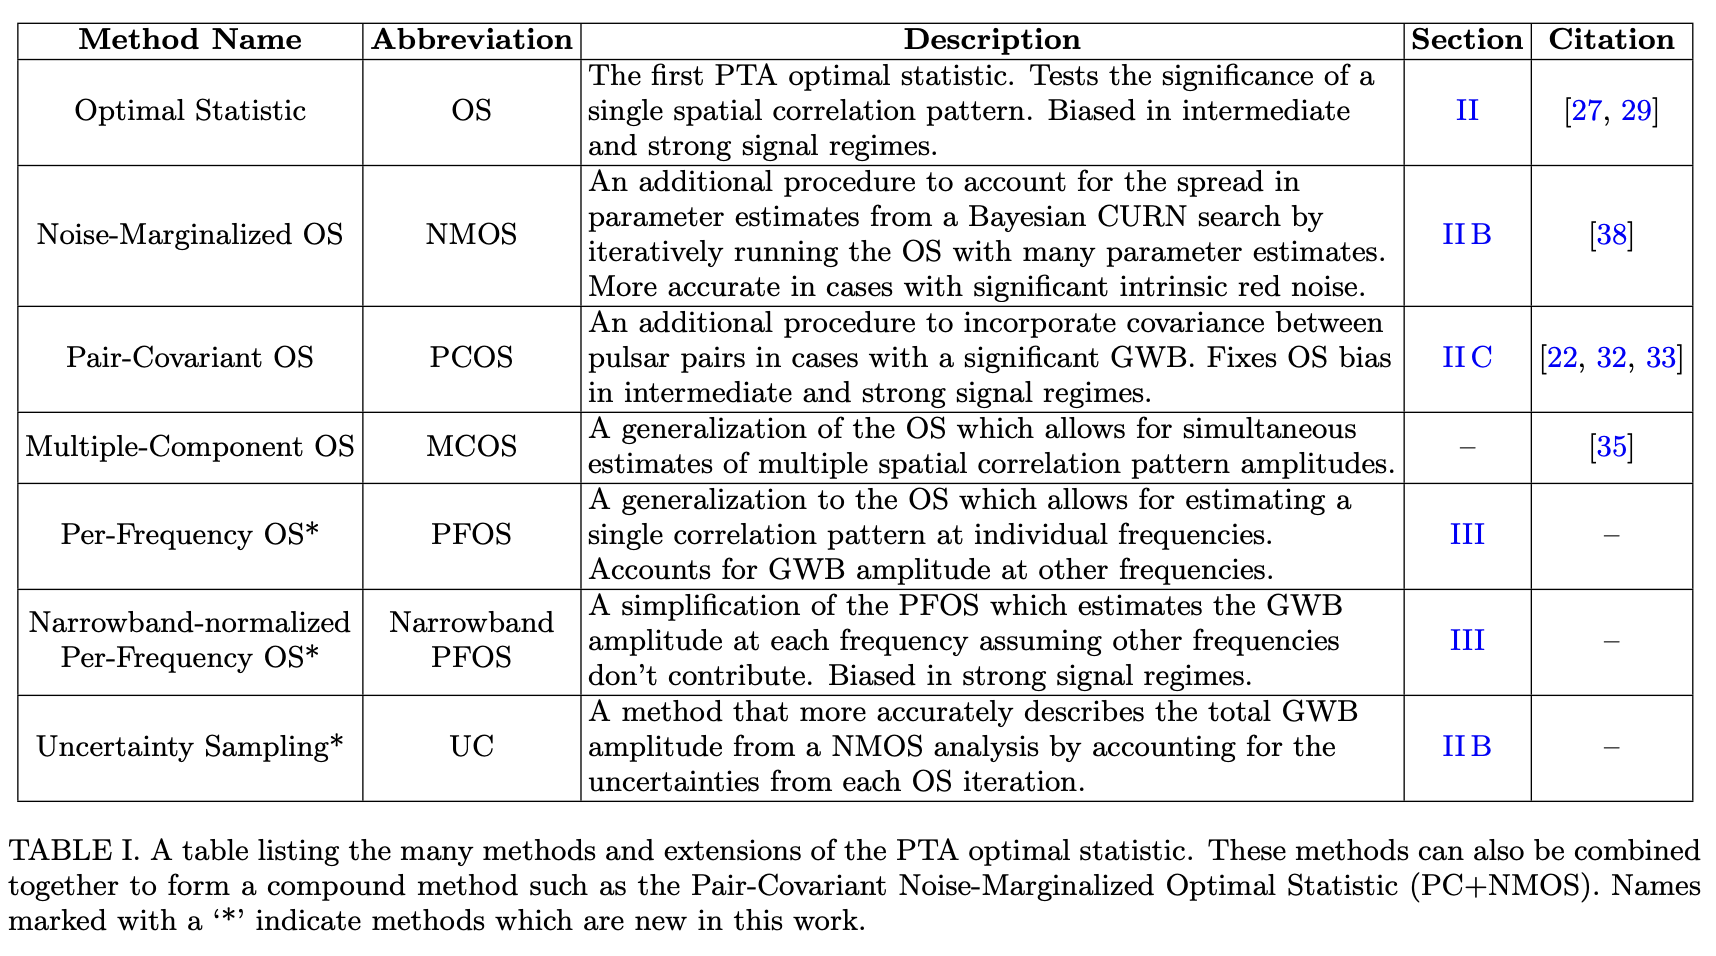 Method Name Abbreviation Description Section Citation
Optimal Statistic OS The first PTA optimal statistic. Tests the significance of a
single spatial correlation pattern. Biased in intermediate
and strong signal regimes. II [27, 29]
Noise-Marginalized OS NMOS An additional procedure to account for the spread in
parameter estimates from a Bayesian CURN search by
iteratively running the OS with many parameter estimates.
More accurate in cases with significant intrinsic red noise. II B [38]
Pair-Covariant OS PCOS An additional procedure to incorporate covariance between
pulsar pairs in cases with a significant GWB. Fixes OS bias
in intermediate and strong signal regimes. II C [22, 32, 33]
Multiple-Component OS MCOS A generalization of the OS which allows for simultaneous
estimates of multiple spatial correlation pattern amplitudes. – [35]
Per-Frequency OS* PFOS A generalization to the OS which allows for estimating a
single correlation pattern at individual frequencies.
Accounts for GWB amplitude at other frequencies. III –
Narrowband-normalized
Per-Frequency OS* Narrowband
PFOS A simplification of the PFOS which estimates the GWB
amplitude at each frequency assuming other frequencies
don't contribute. Biased in strong signal regimes. III –
Uncertainty Sampling* UC A method that more accurately describes the total GWB
amplitude from a NMOS analysis by accounting for the
uncertainties from each OS iteration. II B –
TABLE I. A table listing the many methods and extensions of the PTA optimal statistic. These methods can also be combined
together to form a compound method such as the Pair-Covariant Noise-Marginalized Optimal Statistic (PC+NMOS). Names
marked with a ‘*’ indicate methods which are new in this work.